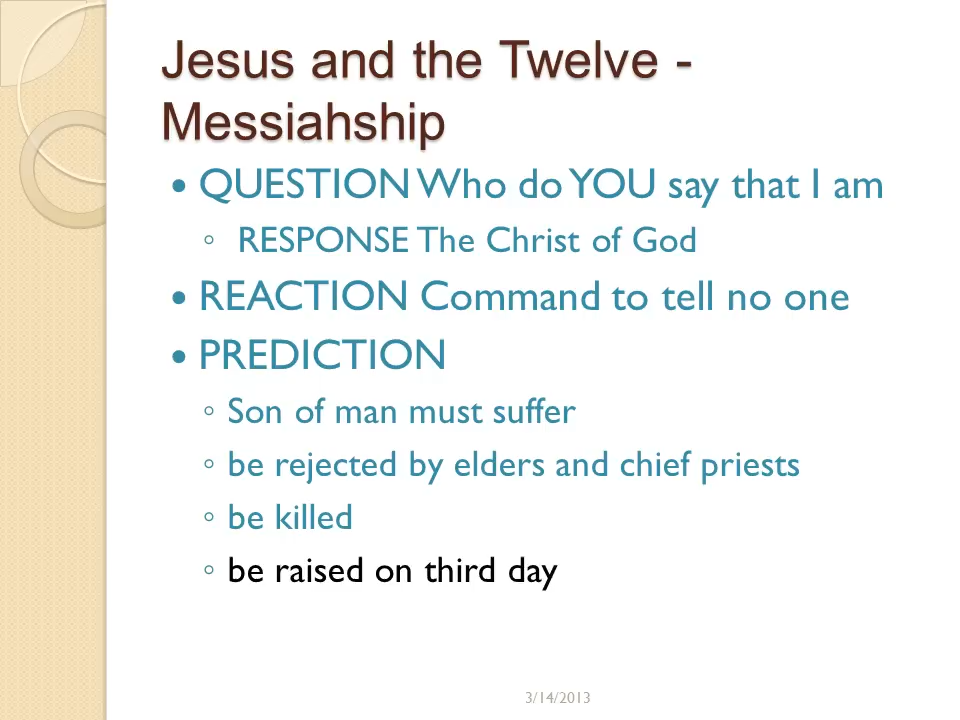 Jesus and the Twelve -
Messiahship
• QUESTION Who do YOU say that I am
◦ RESPONSE The Christ of God
• REACTION Command to tell no one
• PREDICTION
◦ Son of man must suffer
◦ be rejected by elders and chief priests
◦ be killed
◦ be raised on third day
3/14/2013